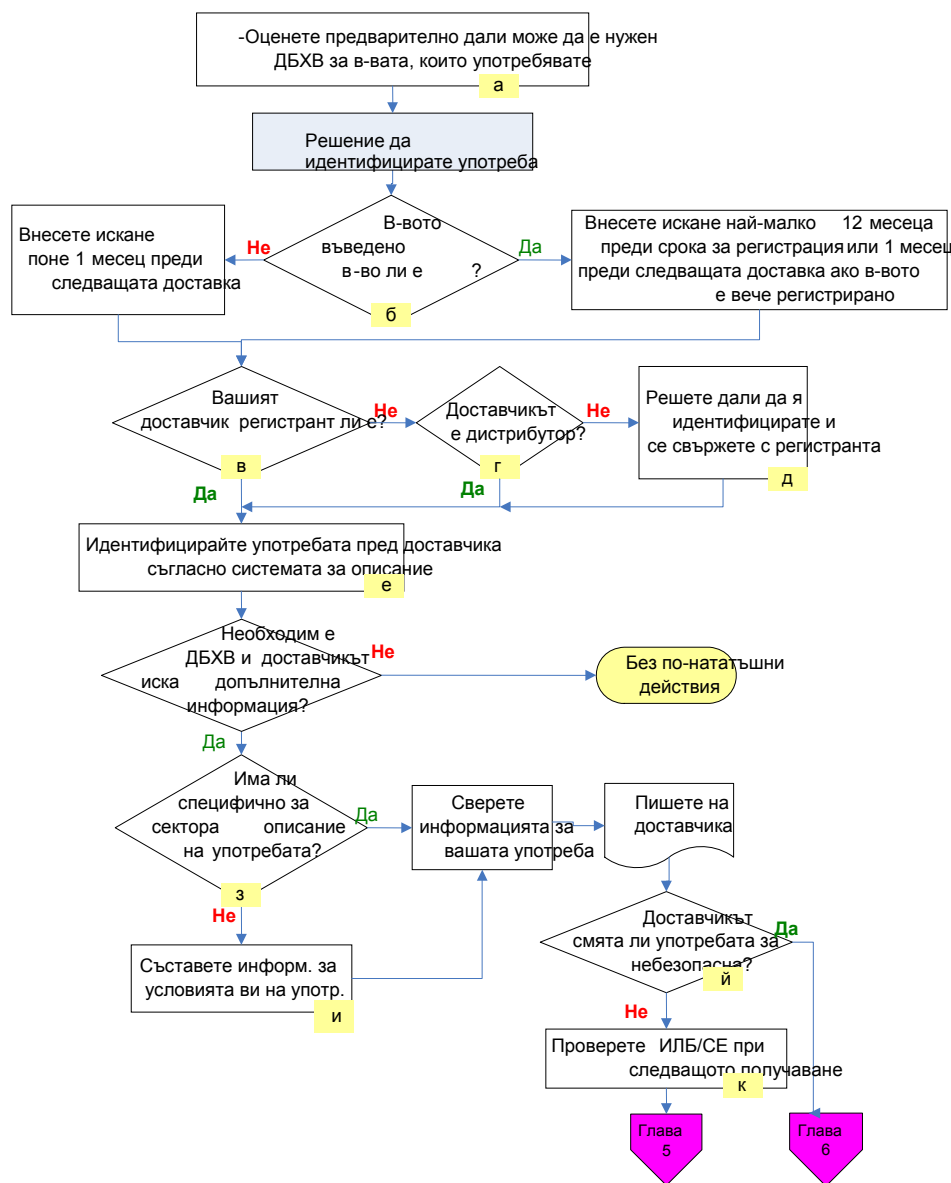 -Оценете предварително дали може да е нужен
ДБХВ за в-вата, които употребявате
а
Решение да
идентифицирате употреба
В-вото
въведено
в-во ли е ?
б
Не
Да
Внесете искане
поне 1 месец преди
следващата доставка
Внесете искане най-малко 12 месеца
преди срока за регистрация или 1 месец
преди следващата доставка ако в-вото
е вече регистрирано
Вашият
доставчик регистрант ли е?
в
Не
Доставчикът
е дистрибутор?
г
Не
Решете дали да я
идентифицирате и
се свържете с регистранта
д
Да
Да
Идентифицирайте употребата пред доставчика
съгласно системата за описание
е
Необходим е
ДБХВ и доставчикът
иска допълнителна
информация?
Не
Без по-нататъшни
действия
Да
Има ли
специфично за
сектора описание
на употребата?
з
Да
Сверете
информацията за
вашата употреба
Пишете на
доставчика
Не
Съставете информ. за
условията ви на употр.
и
Доставчикът
смята ли употребата за
небезопасна?
й
Да
Не
Проверете ИЛБ/СЕ при
следващото получаване
к
Глава
5
Глава
6